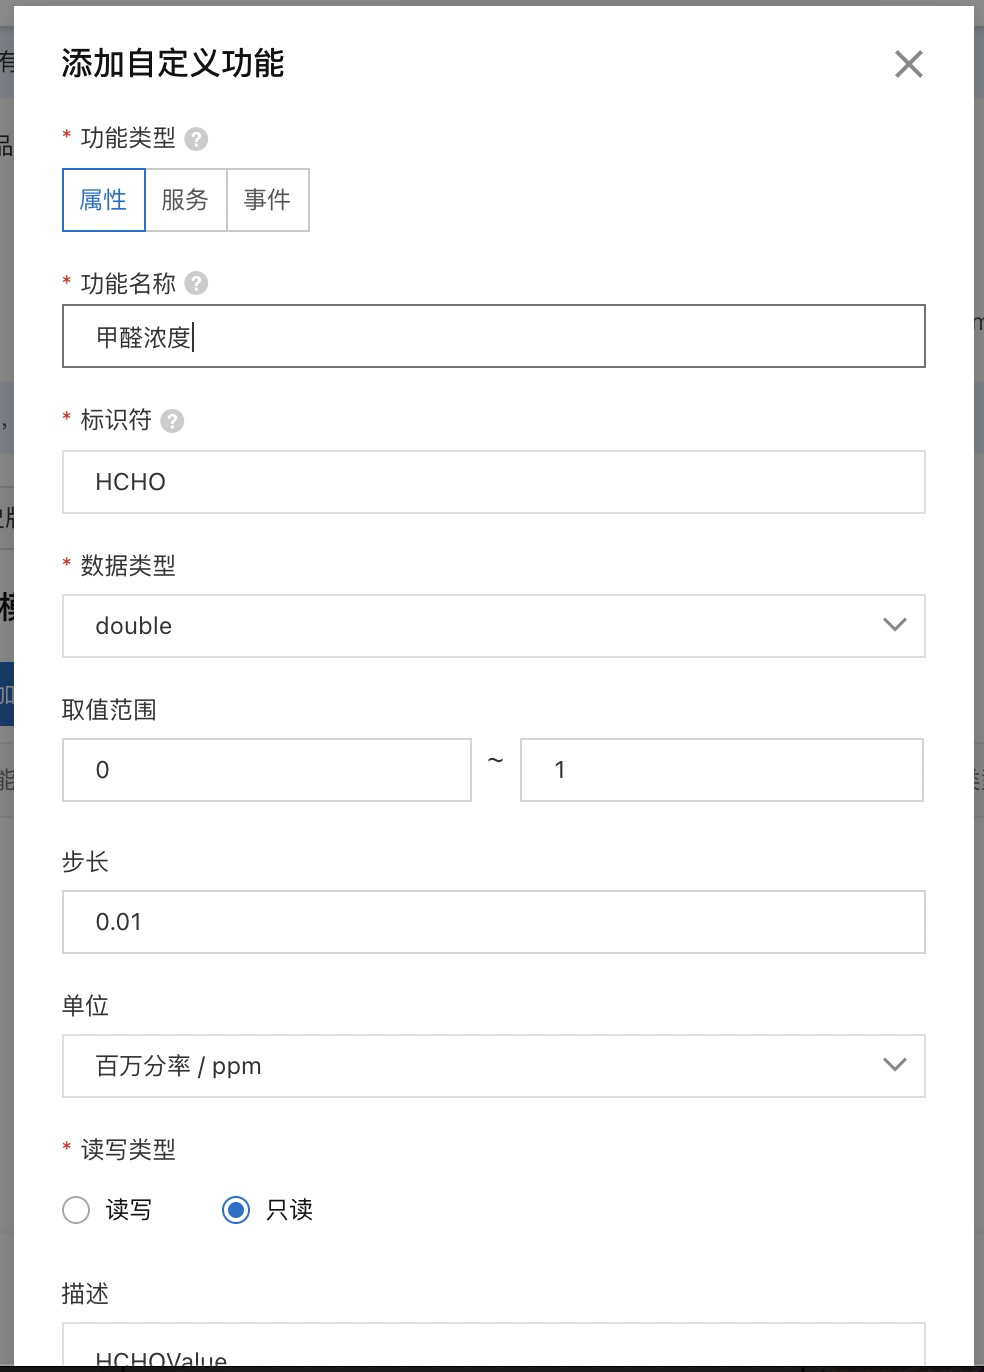 添加自定义功能
* 功能类型 ?
属性 服务 事件
* 功能名称 ?
甲醛浓度
* 标识符 ?
HCHO
* 数据类型
double
取值范围
0 ~ 1
步长
0.01
单位
百万分率 / ppm
* 读写类型
读写 只读
描述
HCHOValue